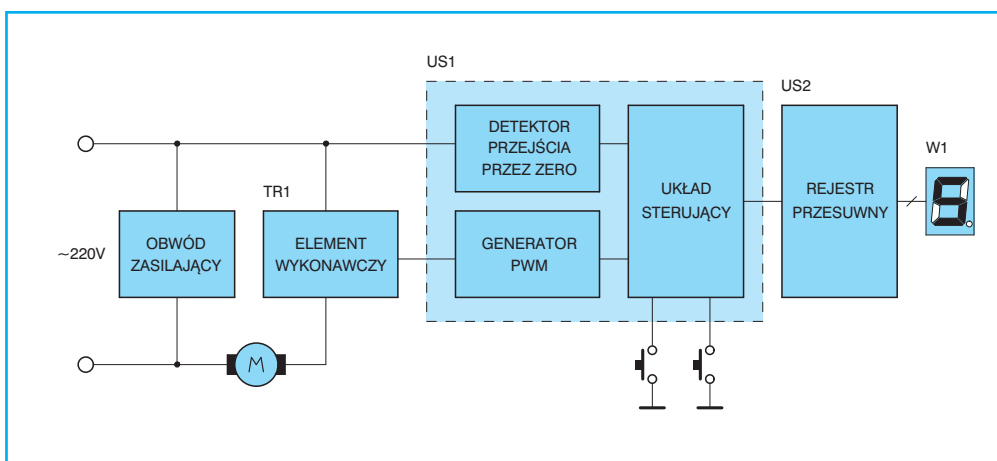 US1
US2
W1
TR1
~220V
DETEKTOR
PRZEJŚCIA
PRZEZ ZERO
UKŁAD
STERUJĄCY
REJESTR
PRZESUWNY
OBWÓD
ZASILAJĄCY
ELEMENT
WYKONAWCZY
GENERATOR
PWM
M